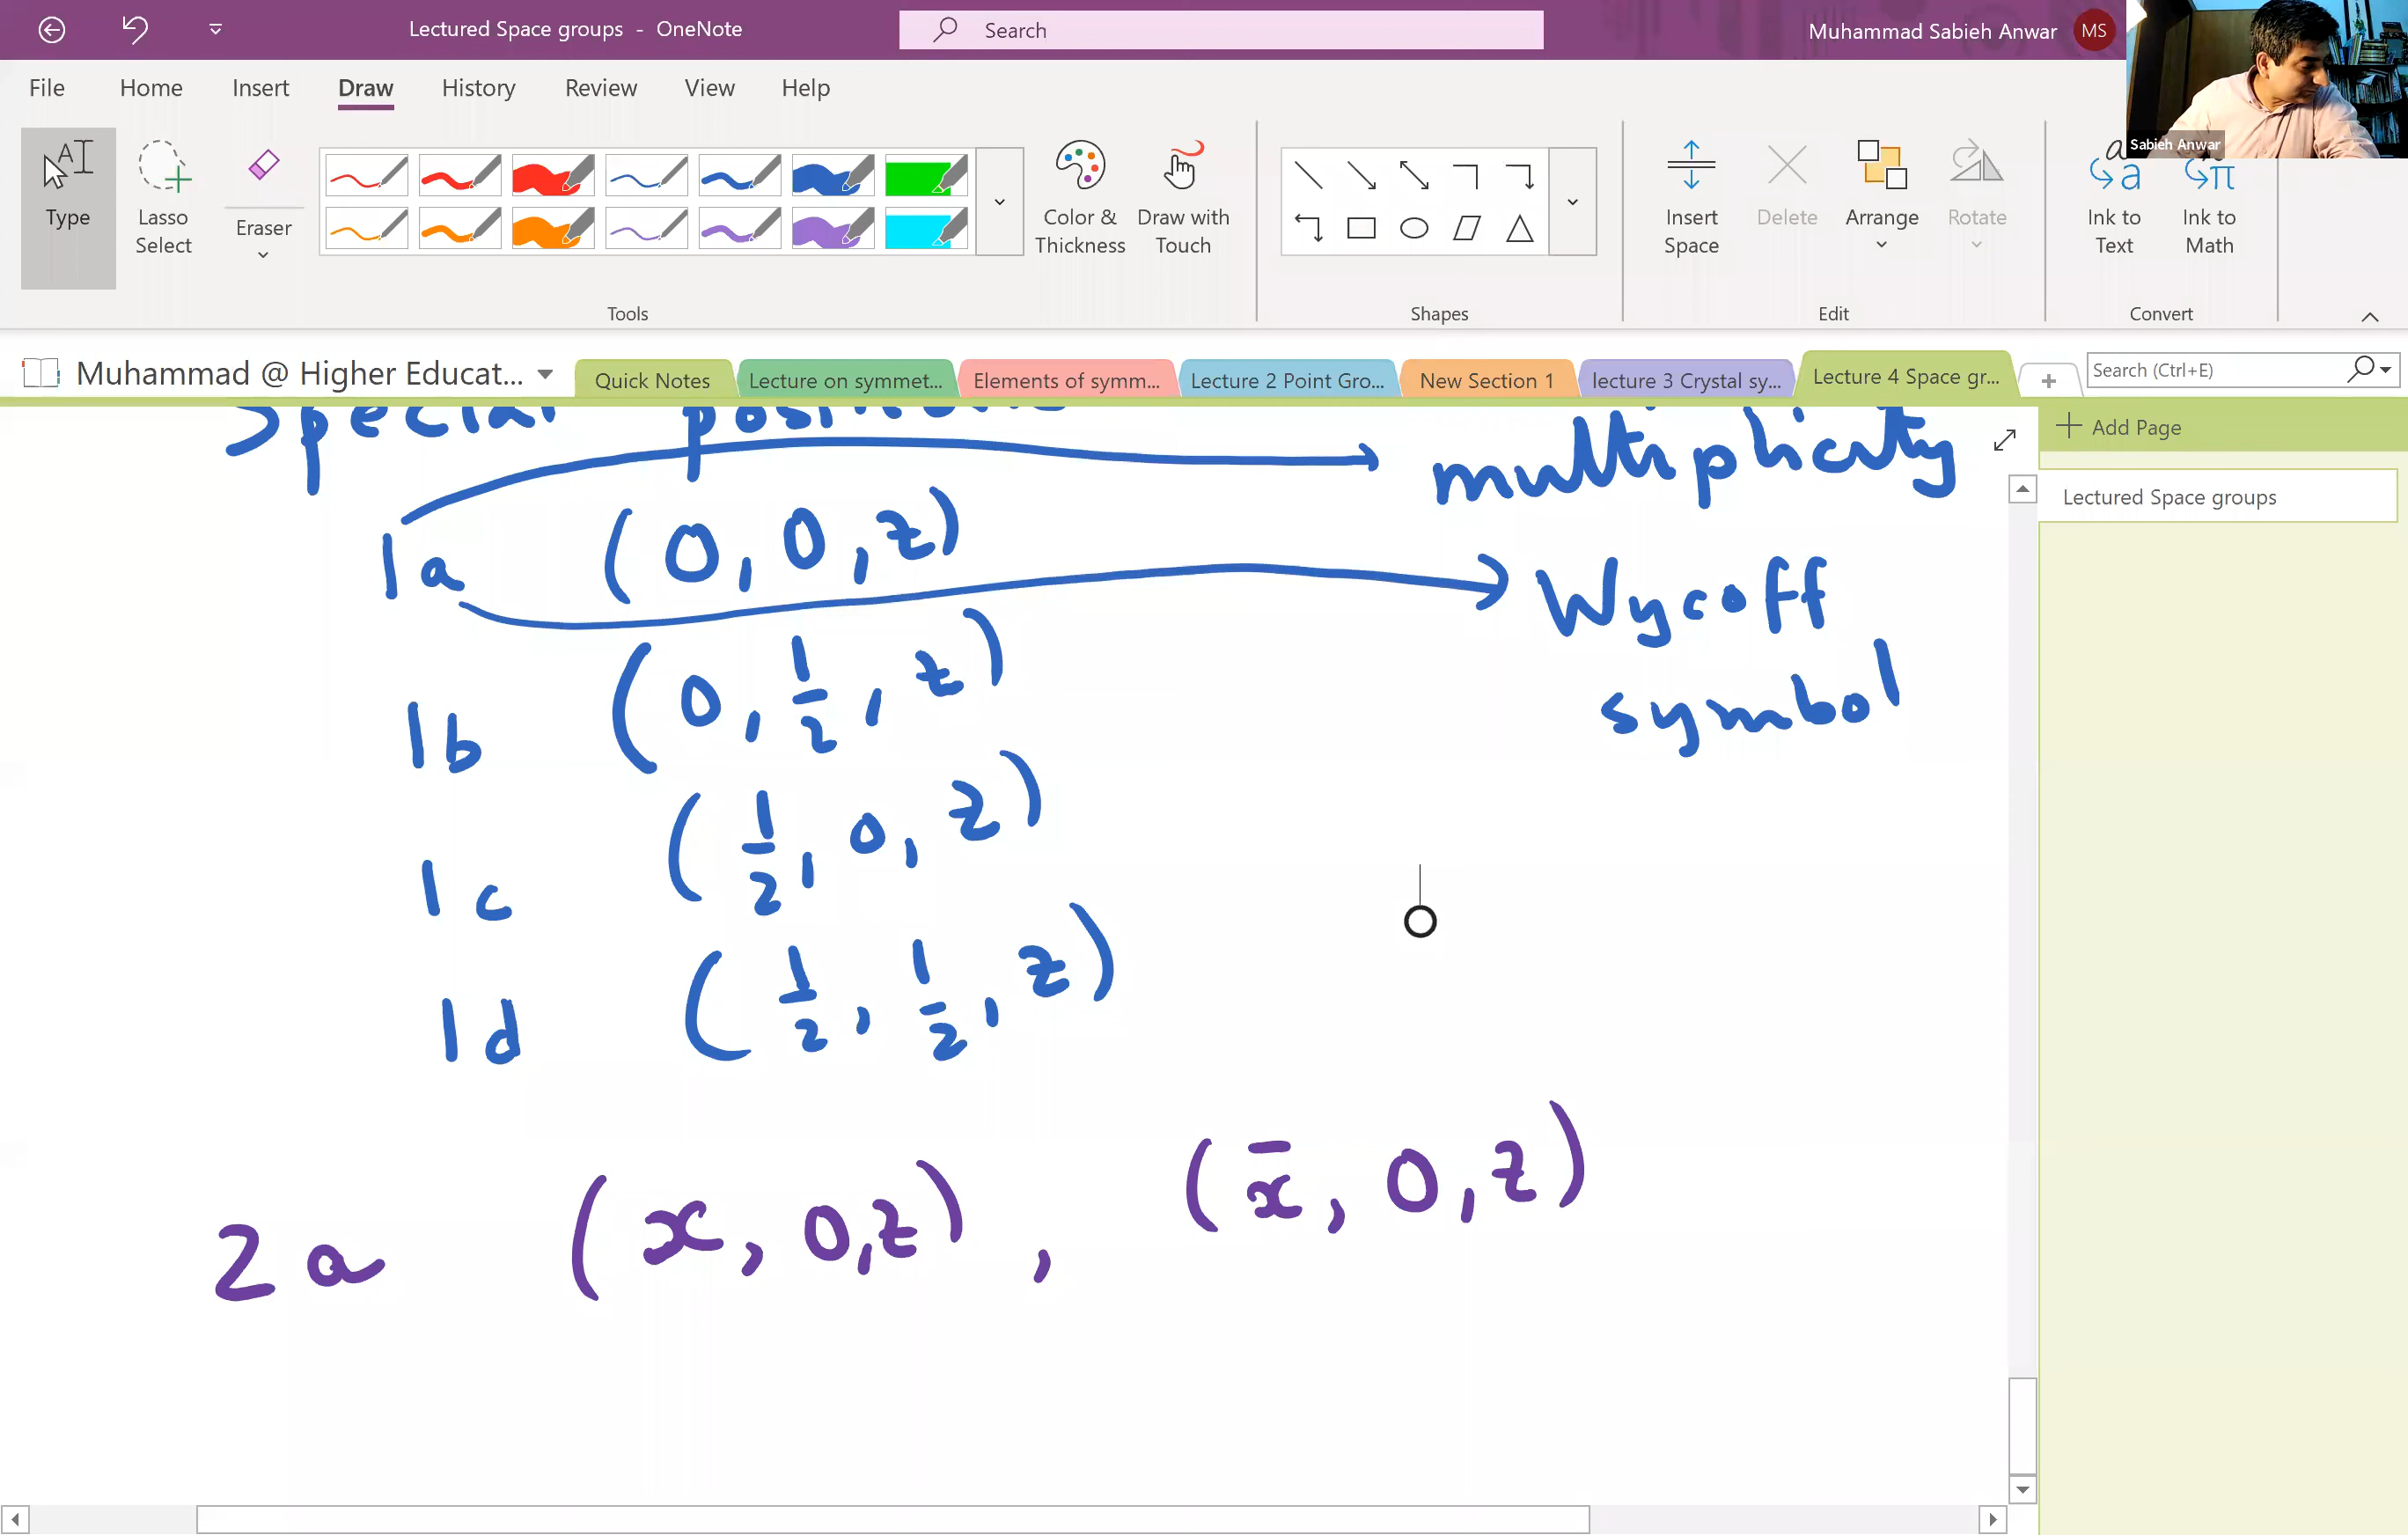 Lectured Space groups - OneNote
Search
Muhammad Sabieh Anwar MS
Sabieh Anwar
File Home Insert Draw History Review View Help
Type
Lasso Select
Eraser
Color & Thickness
Draw with Touch
Insert Space
Delete
Arrange
Rotate
Ink to Text
Ink to Math
Tools
Shapes
Edit
Convert
Muhammad @ Higher Educat...
Quick Notes
Lecture on symmet...
Elements of symm...
Lecture 2 Point Gro...
New Section 1
lecture 3 Crystal sy...
Lecture 4 Space gr...
Search (Ctrl+E)
Add Page
Lectured Space groups
Special positions
multiplicity
1a (0, 0, z)
Wycoff
symbol
1b (0, 1/2, z)
1c (1/2, 0, z)
1d (1/2, 1/2, z)
2a (x, 0, z), (x̄, 0, z)